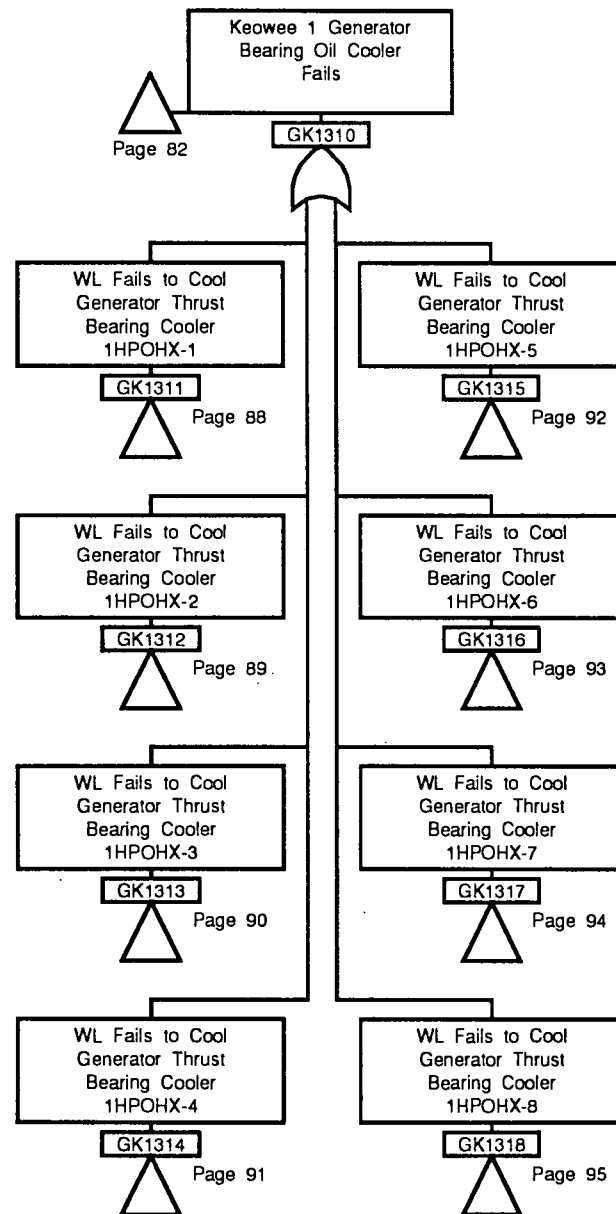 Keowee 1 Generator
Bearing Oil Cooler
Fails
Page 82
GK1310
WL Fails to Cool
Generator Thrust
Bearing Cooler
1HPOHX-1
GK1311
Page 88
WL Fails to Cool
Generator Thrust
Bearing Cooler
1HPOHX-5
GK1315
Page 92
WL Fails to Cool
Generator Thrust
Bearing Cooler
1HPOHX-2
GK1312
Page 89
WL Fails to Cool
Generator Thrust
Bearing Cooler
1HPOHX-6
GK1316
Page 93
WL Fails to Cool
Generator Thrust
Bearing Cooler
1HPOHX-3
GK1313
Page 90
WL Fails to Cool
Generator Thrust
Bearing Cooler
1HPOHX-7
GK1317
Page 94
WL Fails to Cool
Generator Thrust
Bearing Cooler
1HPOHX-4
GK1314
Page 91
WL Fails to Cool
Generator Thrust
Bearing Cooler
1HPOHX-8
GK1318
Page 95